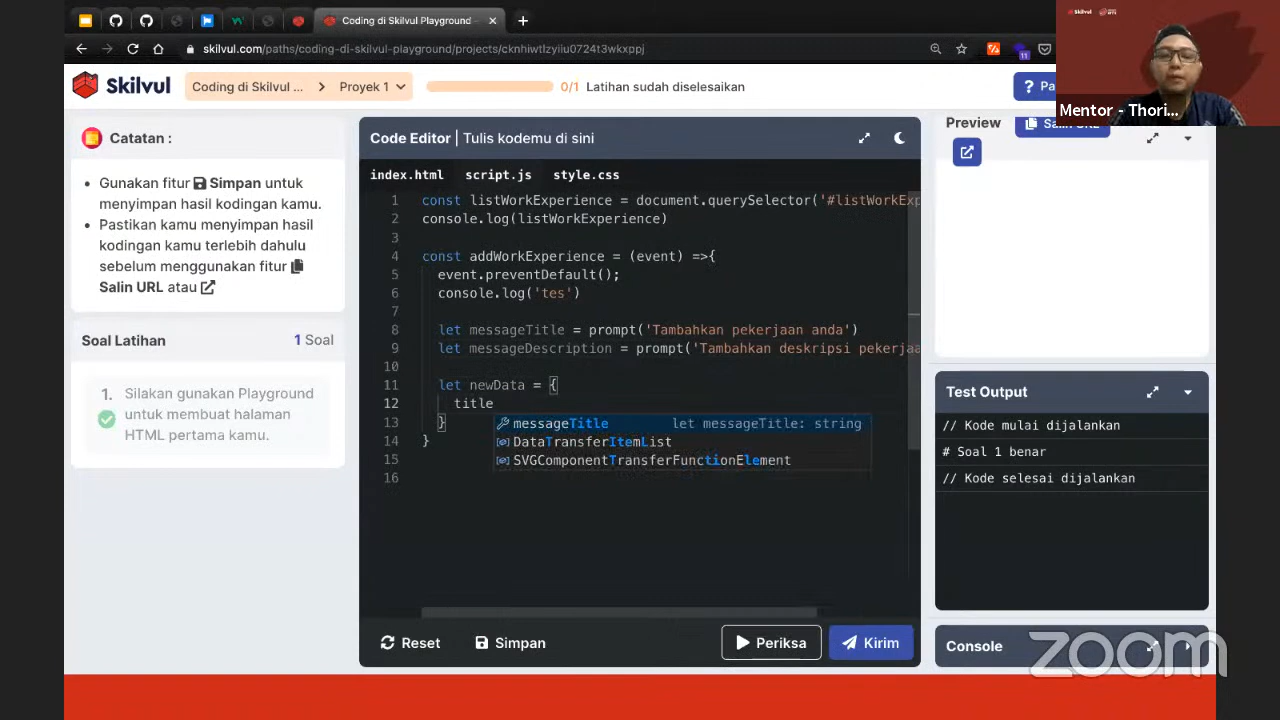 Coding di Skilvul Playground -
skilvul.com/paths/coding-di-skilvul-playground/projects/cknhiwtlzyiiu0724t3wkxppj
11
Skilvul
Mentor - Thori...
Skilvul
Coding di Skilvul ...
Proyek 1
0/1 Latihan sudah diselesaikan
? Pa
Catatan :
Gunakan fitur Simpan untuk
menyimpan hasil kodingan kamu.
Pastikan kamu menyimpan hasil
kodingan kamu terlebih dahulu
sebelum menggunakan fitur
Salin URL atau
Soal Latihan
1 Soal
1. Silakan gunakan Playground
untuk membuat halaman
HTML pertama kamu.
Code Editor | Tulis kodemu di sini
index.html script.js style.css
1 const listWorkExperience = document.querySelector('#listWorkExp
2 console.log(listWorkExperience)
3
4 const addWorkExperience = (event) =>{
5 event.preventDefault();
6 console.log('tes')
7
8 let messageTitle = prompt('Tambahkan pekerjaan anda')
9 let messageDescription = prompt('Tambahkan deskripsi pekerjaa
10
11 let newData = {
12 title
13 }
14 }
15
16
messageTitle let messageTitle: string
DataTransferItemList
SVGComponentTransferFunctionElement
Reset
Simpan
Periksa
Kirim
Preview
Salin URL
Test Output
// Kode mulai dijalankan
# Soal 1 benar
// Kode selesai dijalankan
Console
zoom